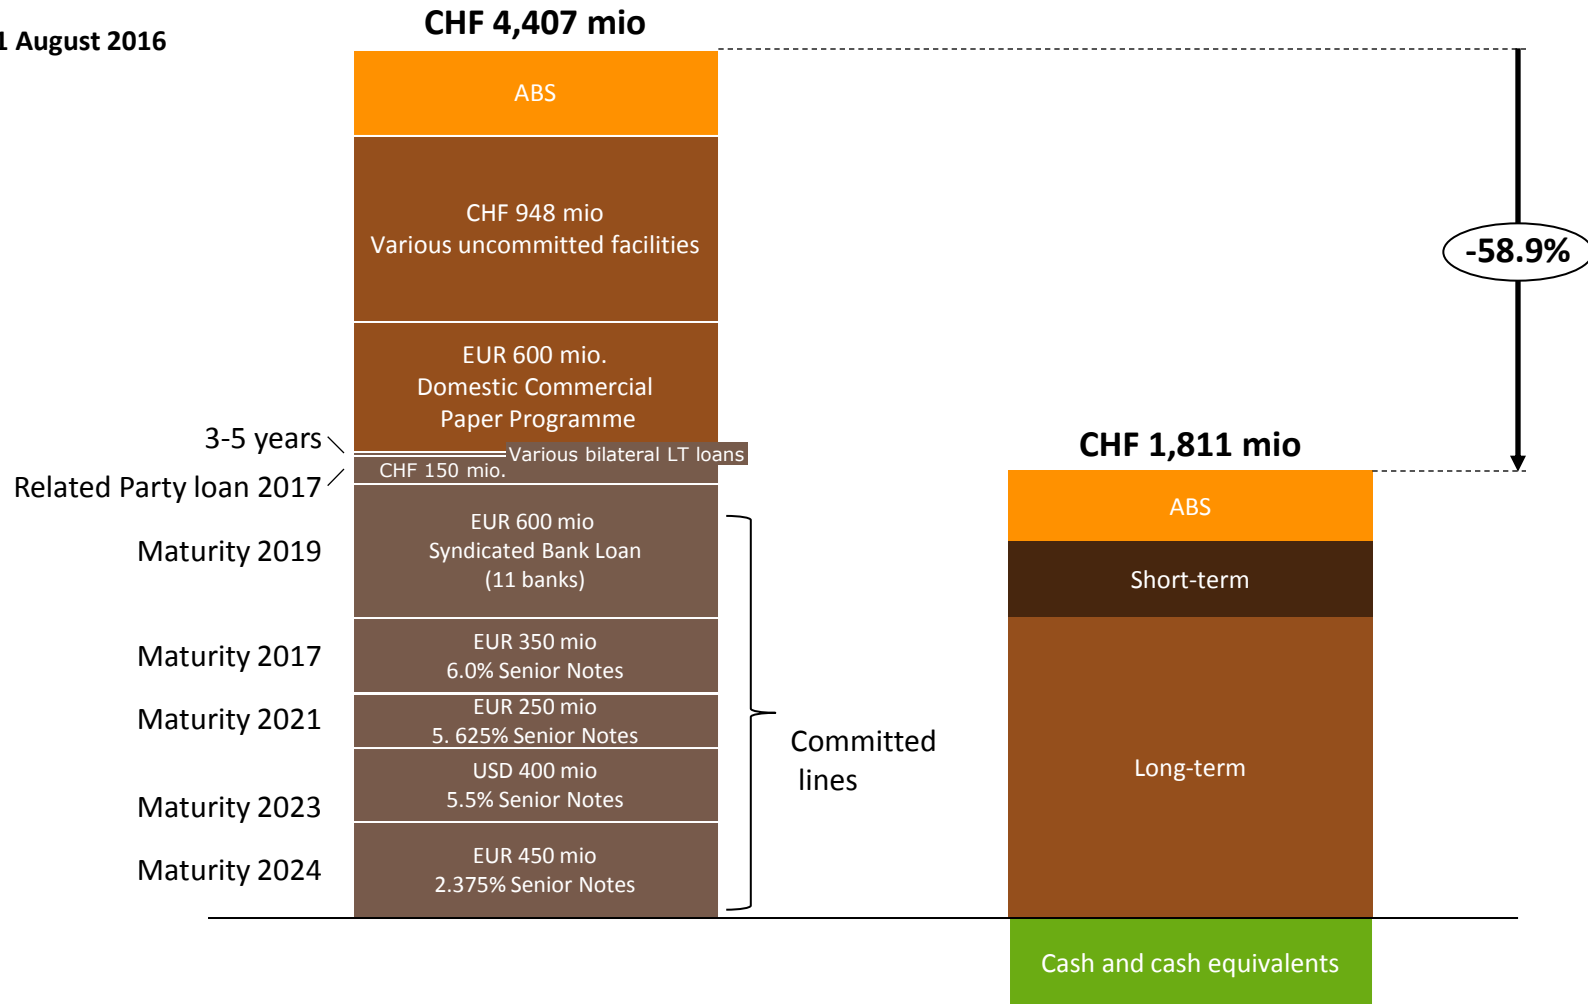 1 August 2016
CHF 4,407 mio
ABS
CHF 948 mio
Various uncommitted facilities
EUR 600 mio.
Domestic Commercial
Paper Programme
3-5 years
Various bilateral LT loans
CHF 150 mio.
Related Party loan 2017
EUR 600 mio
Syndicated Bank Loan
(11 banks)
Maturity 2019
EUR 350 mio
6.0% Senior Notes
Maturity 2017
EUR 250 mio
5. 625% Senior Notes
Maturity 2021
USD 400 mio
5.5% Senior Notes
Maturity 2023
EUR 450 mio
2.375% Senior Notes
Maturity 2024
Committed
lines
CHF 1,811 mio
ABS
Short-term
Long-term
Cash and cash equivalents
-58.9%